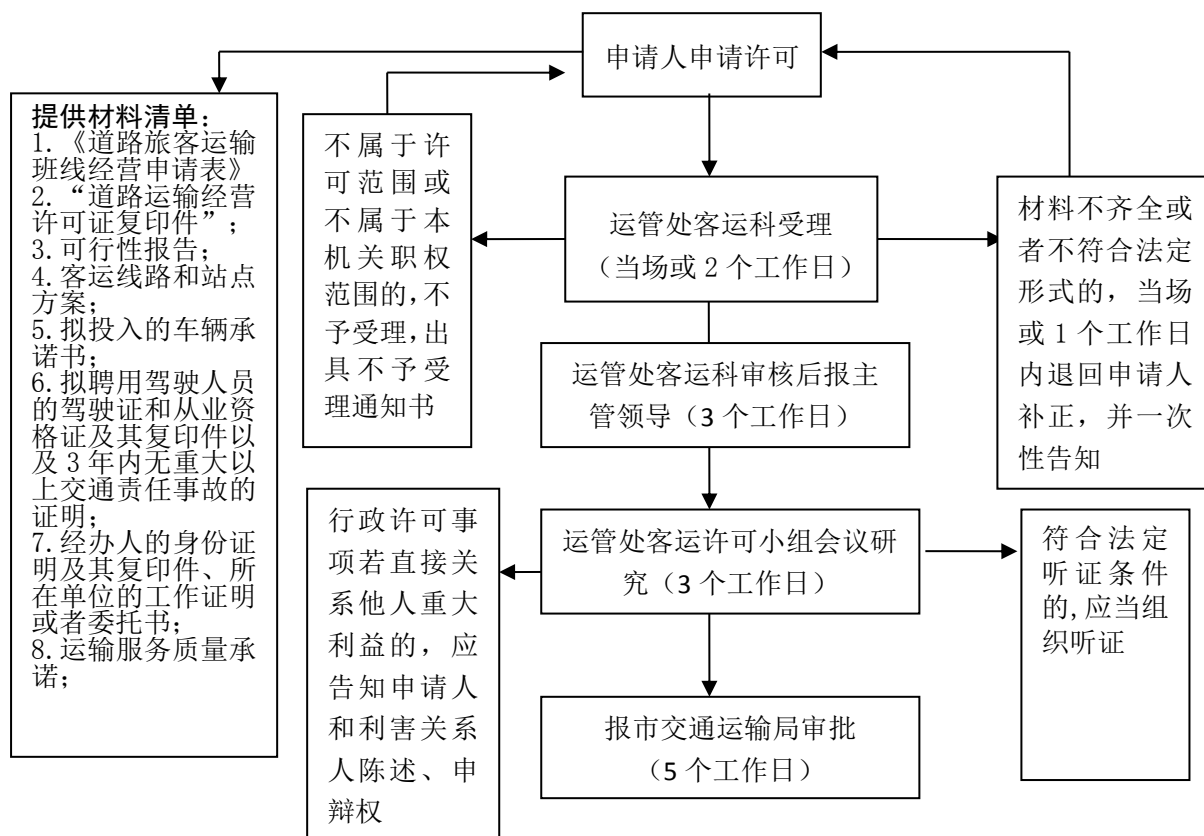 申请人申请许可
提供材料清单：
1.《道路旅客运输
班线经营申请表》
2.“道路运输经营
许可证复印件”；
3.可行性报告；
4.客运线路和站点
方案；
5.拟投入的车辆承
诺书；
6.拟聘用驾驶人员
的驾驶证和从业资
格证及其复印件以
及3年内无重大以
上交通责任事故的
证明；
7.经办人的身份证
明及其复印件、所
在单位的工作证明
或者委托书；
8.运输服务质量承
诺；
不属于许
可范围或
不属于本
机关职权
范围的,不
予受理,出
具不予受
理通知书
运管处客运科受理
（当场或 2 个工作日）
材料不齐全或
者不符合法定
形式的，当场
或 1 个工作日
内退回申请人
补正，并一次
性告知
运管处客运科审核后报主
管领导（3 个工作日）
行政许可事
项若直接关
系他人重大
利益的，应
告知申请人
和利害关系
人陈述、申
辩权
运管处客运许可小组会议研
究（3 个工作日）
符合法定
听证条件
的,应当组
织听证
报市交通运输局审批
（5 个工作日）